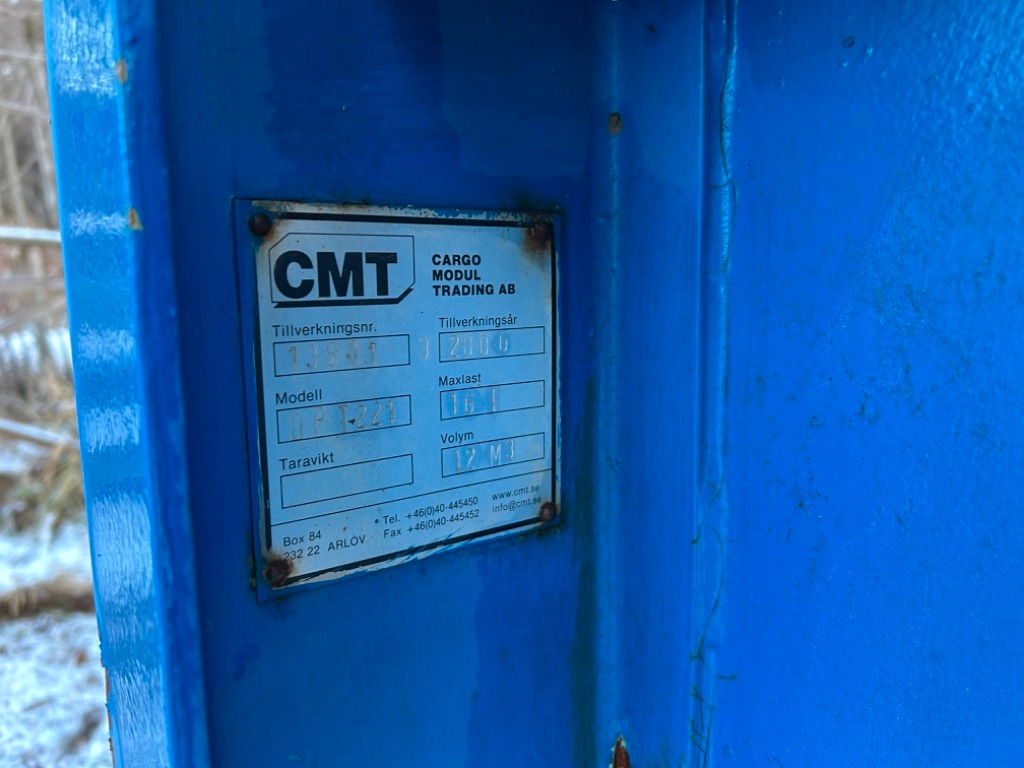 CMT
CARGO
MODUL
TRADING AB
Tillverkningsnr.
Tillverkningsår
2000
Modell
Maxlast
16 T
Taravikt
Volym
12 M3
Box 84
232 22 ARLÖV
Tel. +46(0)40-445450
Fax +46(0)40-445452
www.cmt.se
info@cmt.se